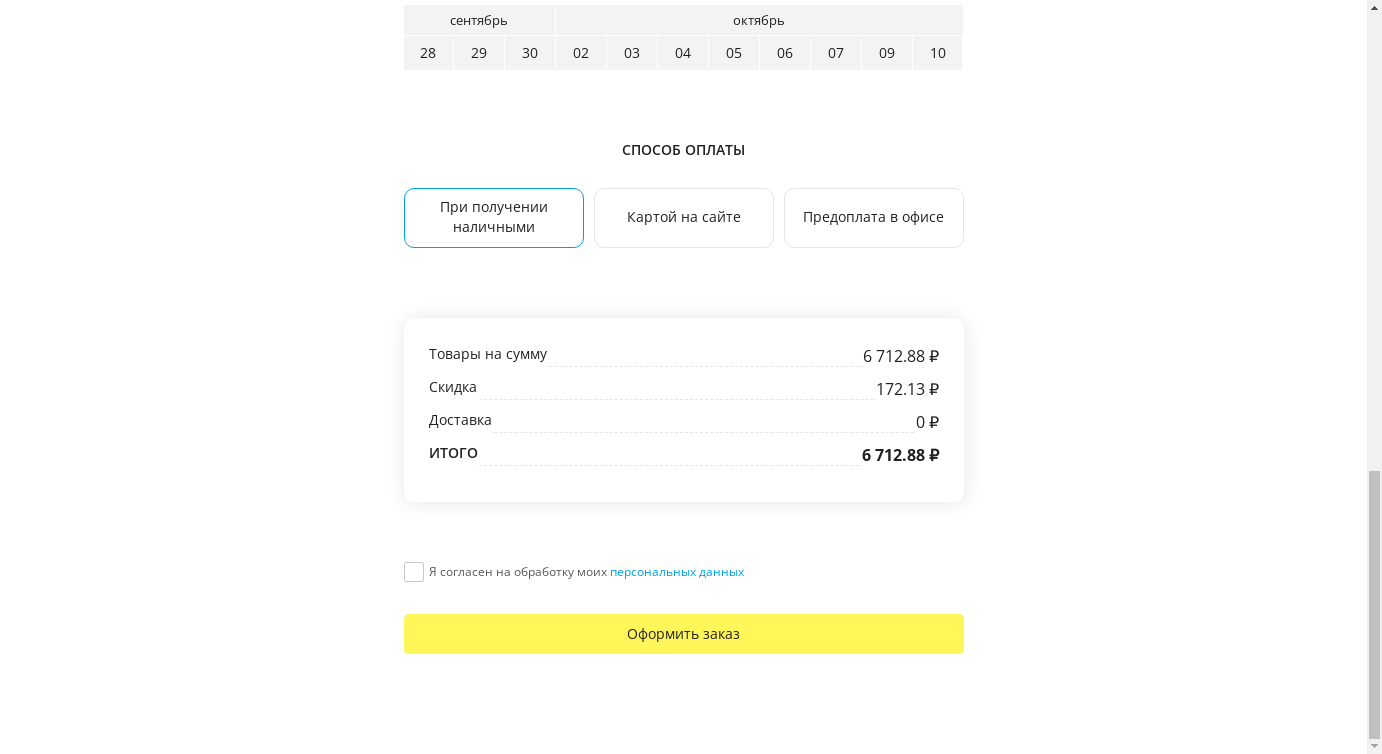 сентябрь октябрь
28 29 30 02 03 04 05 06 07 09 10
СПОСОБ ОПЛАТЫ
При получении
наличными
Картой на сайте
Предоплата в офисе
Товары на сумму 6 712.88 ₽
Скидка 172.13 ₽
Доставка 0 ₽
ИТОГО 6 712.88 ₽
Я согласен на обработку моих персональных данных
Оформить заказ